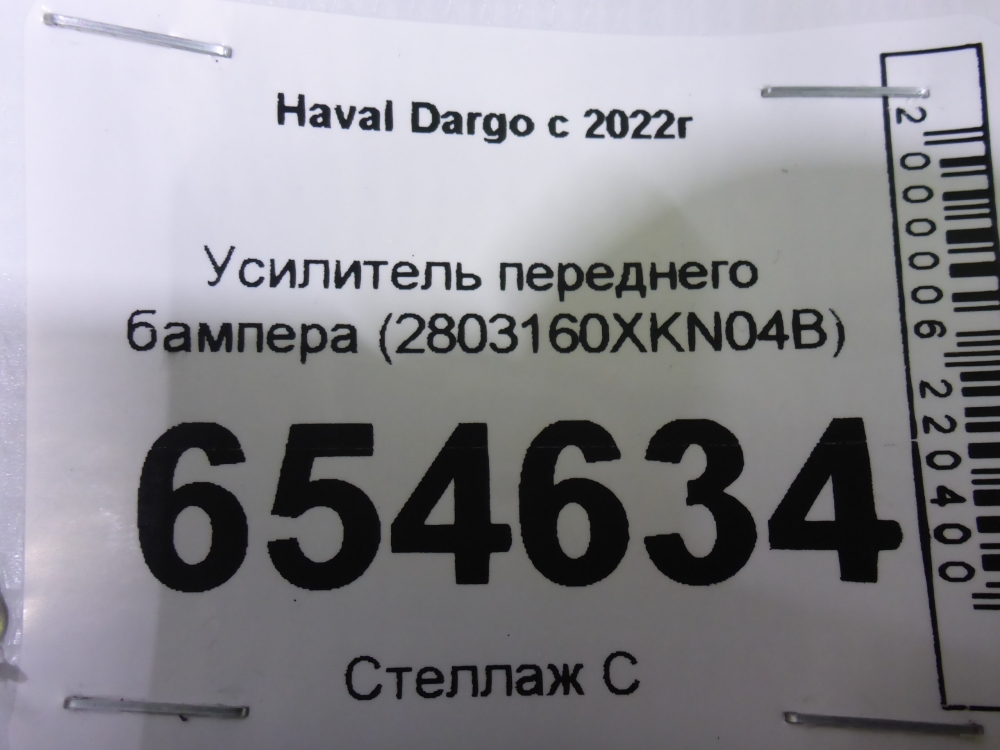 Haval Dargo с 2022г
Усилитель переднего
бампера (2803160XKN04B)
654634
Стеллаж С
2000006220400